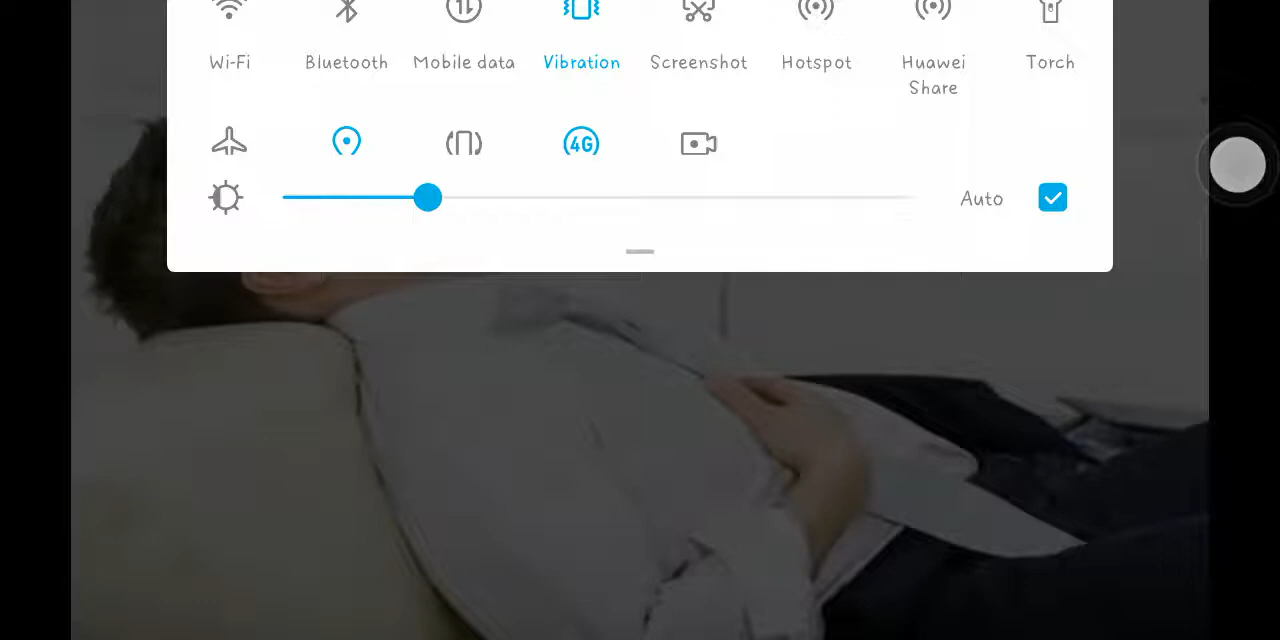 Wi-Fi Bluetooth Mobile data Vibration Screenshot Hotspot Huawei Share Torch
4G
Auto